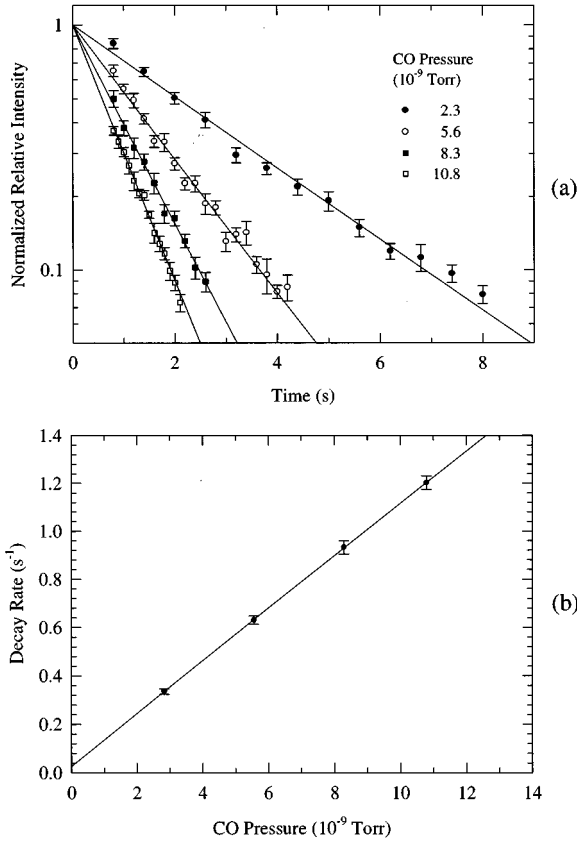 1
0.1
Normalized Relative Intensity
CO Pressure
(10⁻⁹ Torr)
2.3
5.6
8.3
10.8
(a)
0 2 4 6 8
Time (s)
1.4
1.2
1.0
0.8
0.6
0.4
0.2
0.0
Decay Rate (s⁻¹)
(b)
0 2 4 6 8 10 12 14
CO Pressure (10⁻⁹ Torr)